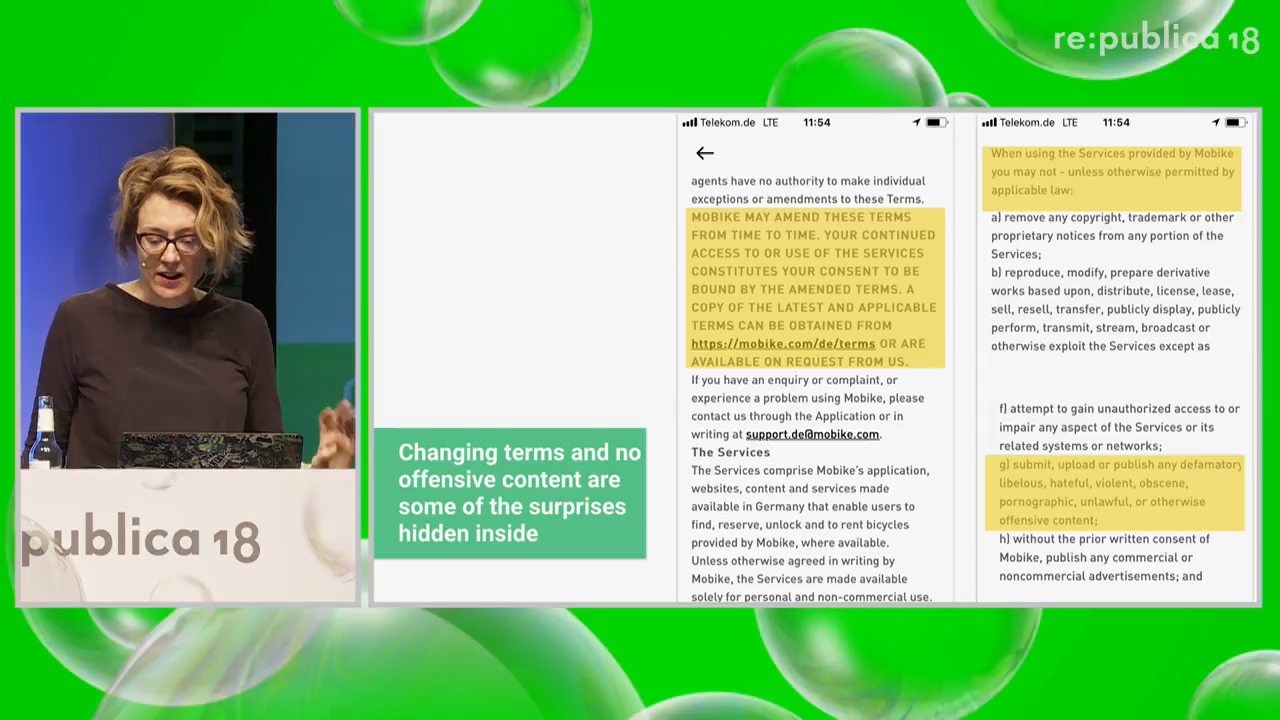 re:publica 18
publica 18
Changing terms and no
offensive content are
some of the surprises
hidden inside
Telekom.de LTE 11:54
agents have no authority to make individual
exceptions or amendments to these Terms.
MOBIKE MAY AMEND THESE TERMS
FROM TIME TO TIME. YOUR CONTINUED
ACCESS TO OR USE OF THE SERVICES
CONSTITUTES YOUR CONSENT TO BE
BOUND BY THE AMENDED TERMS. A
COPY OF THE LATEST AND APPLICABLE
TERMS CAN BE OBTAINED FROM
https://mobike.com/de/terms OR ARE
AVAILABLE ON REQUEST FROM US.
If you have an enquiry or complaint, or
experience a problem using Mobike, please
contact us through the Application or in
writing at support.de@mobike.com.
The Services
The Services comprise Mobike´s application,
websites, content and services made
available in Germany that enable users to
find, reserve, unlock and to rent bicycles
provided by Mobike, where available.
Unless otherwise agreed in writing by
Mobike, the Services are made available
solely for personal and non-commercial use.
Telekom.de LTE 11:54
When using the Services provided by Mobike
you may not - unless otherwise permitted by
applicable law:
a) remove any copyright, trademark or other
proprietary notices from any portion of the
Services;
b) reproduce, modify, prepare derivative
works based upon, distribute, license, lease,
sell, resell, transfer, publicly display, publicly
perform, transmit, stream, broadcast or
otherwise exploit the Services except as
f) attempt to gain unauthorized access to or
impair any aspect of the Services or its
related systems or networks;
g) submit, upload or publish any defamatory
libelous, hateful, violent, obscene,
pornographic, unlawful, or otherwise
offensive content;
h) without the prior written consent of
Mobike, publish any commercial or
noncommercial advertisements; and